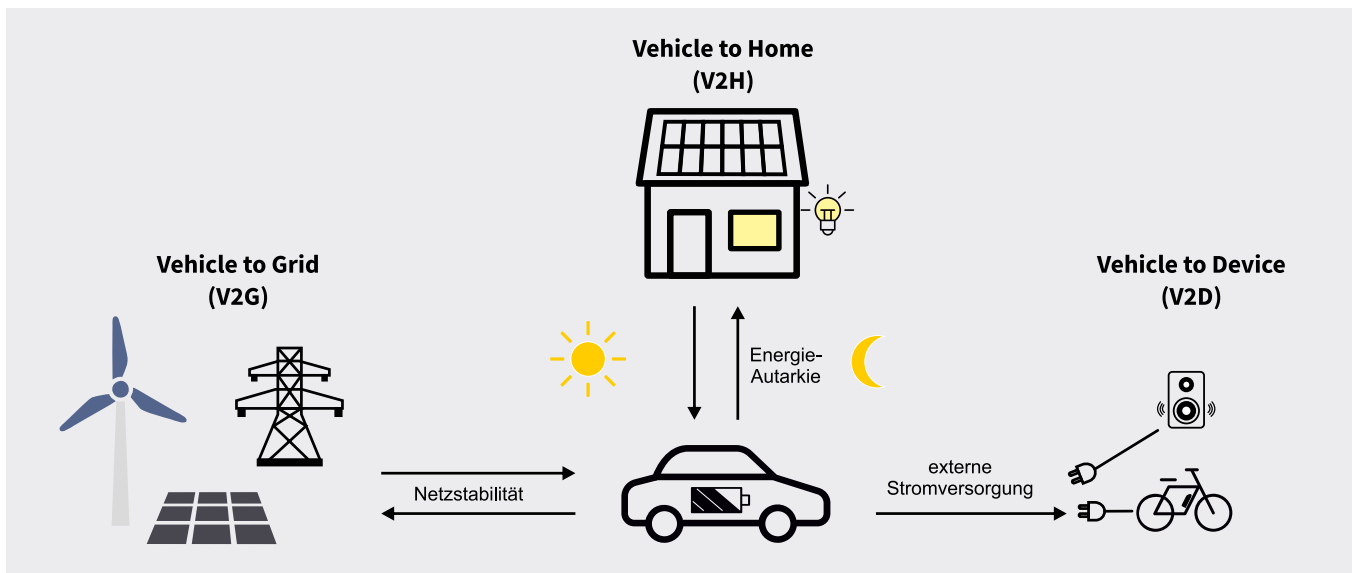 Vehicle to Home
(V2H)
Vehicle to Grid
(V2G)
Vehicle to Device
(V2D)
Energie-
Autarkie
Netzstabilität
externe
Stromversorgung